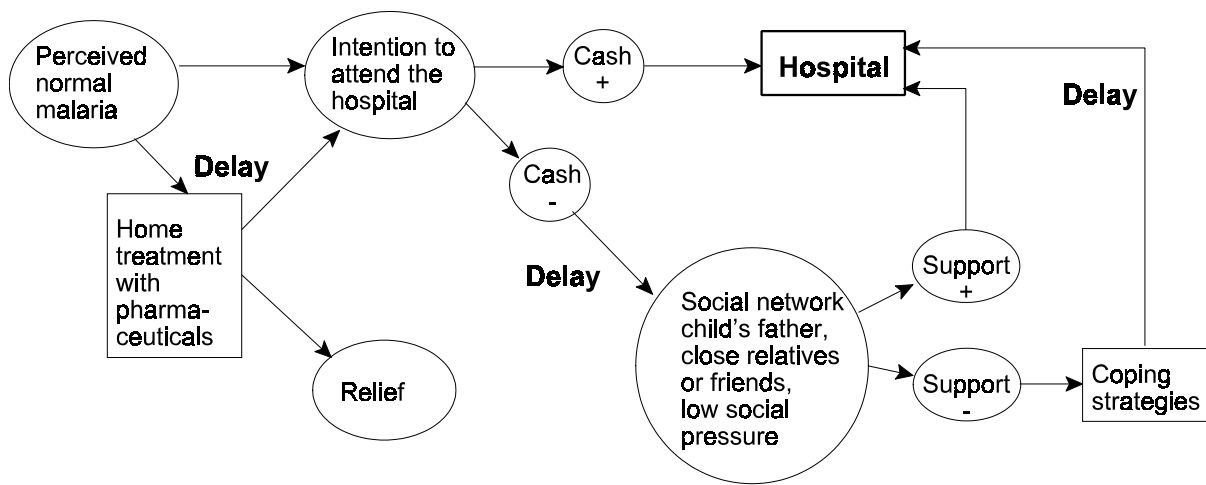 Perceived
normal
malaria
Intention to
attend the
hospital
Cash
+
Hospital
Delay
Delay
Cash
-
Home
treatment
with
pharma-
ceuticals
Delay
Social network
child's father,
close relatives
or friends,
low social
pressure
Support
+
Relief
Support
-
Coping
strategies